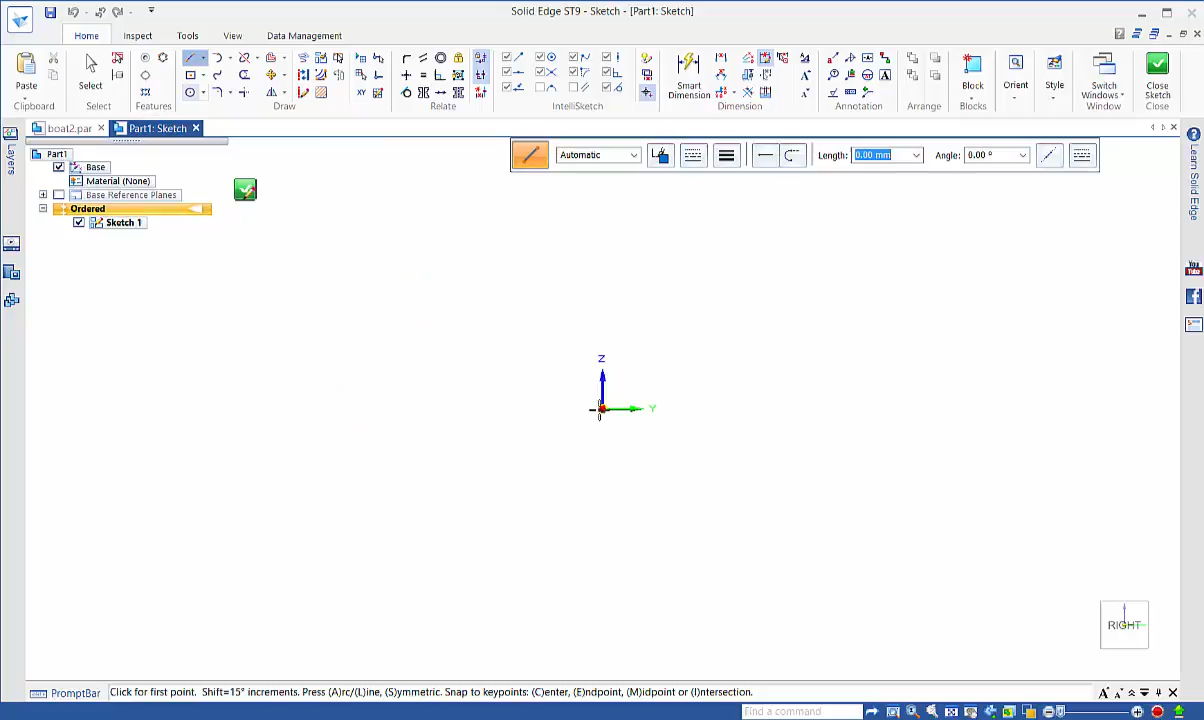 Solid Edge ST9 - Sketch - [Part1: Sketch]
Home Inspect Tools View Data Management
Paste Select Smart Dimension Block Orient Style Switch Windows Close Sketch
Clipboard Select Features Draw Relate IntelliSketch Dimension Annotation Arrange Blocks Window Close
boat2.par Part1: Sketch
Layers
Part1
Base
Material (None)
Base Reference Planes
Ordered
Sketch 1
Automatic Length: 0.00 mm Angle: 0.00 °
Learn Solid Edge
You
Z
Y
RIGHT
PromptBar Click for first point. Shift=15° increments. Press (A)rc/(L)ine, (S)ymmetric. Snap to keypoints: (C)enter, (E)ndpoint, (M)idpoint or (I)ntersection.
Find a command